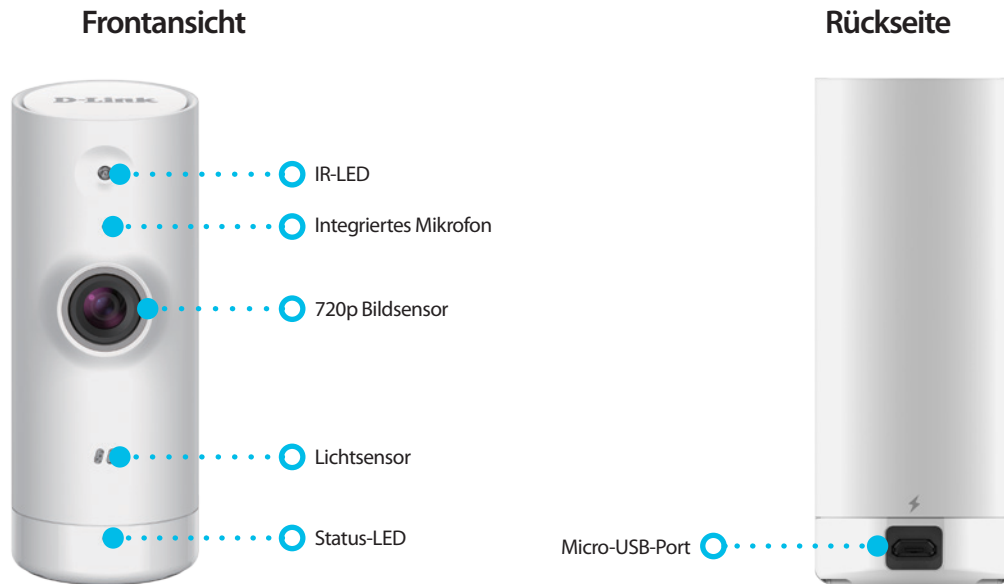 Frontansicht
Rückseite
D-Link
IR-LED
Integriertes Mikrofon
720p Bildsensor
Lichtsensor
Status-LED
Micro-USB-Port